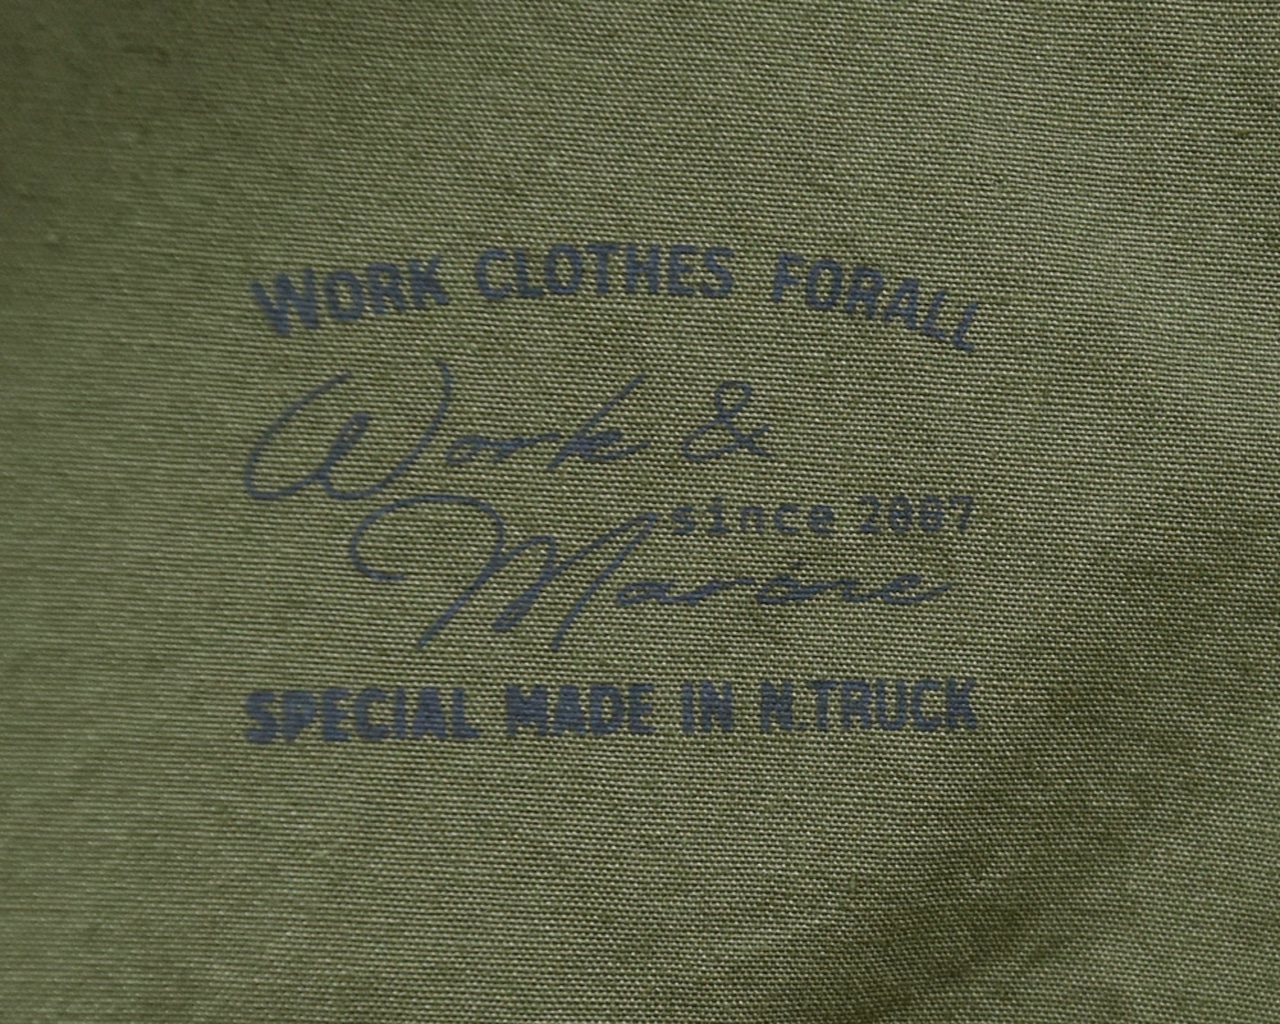 WORK CLOTHES FORALL
Work &
since 2007
Marine
SPECIAL MADE IN N.TRUCK